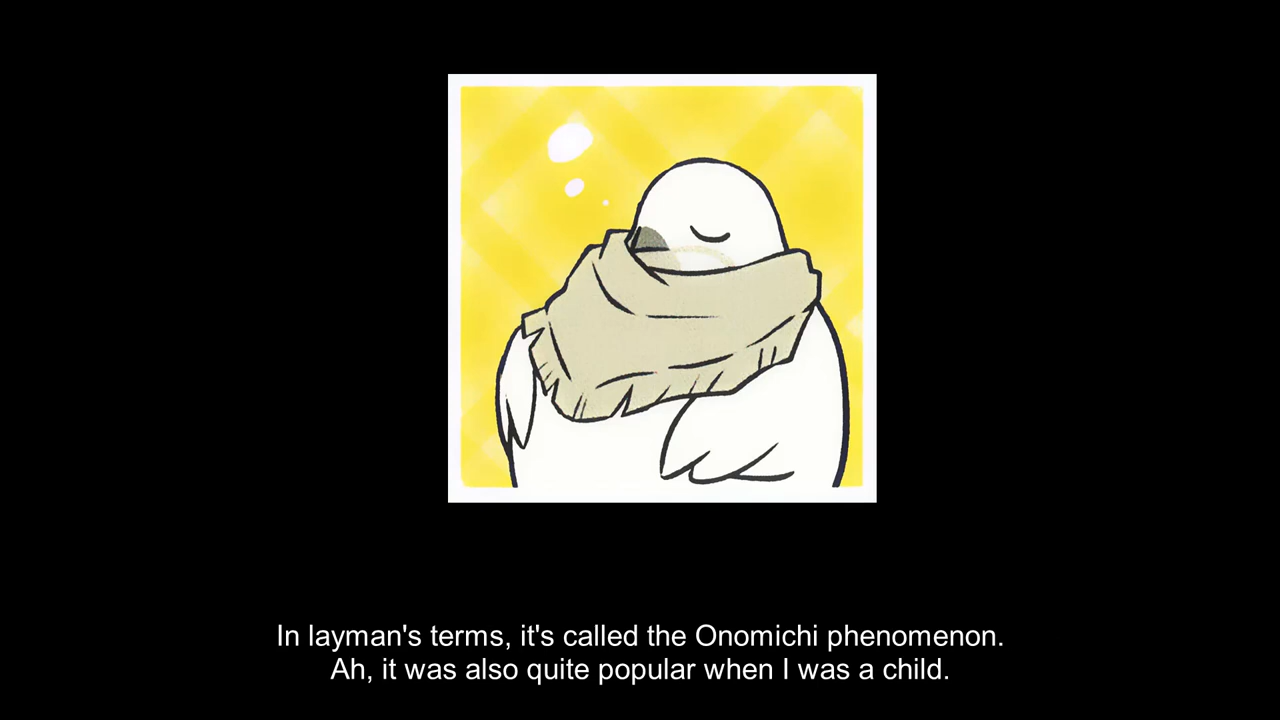 In layman's terms, it's called the Onomichi phenomenon.
Ah, it was also quite popular when I was a child.